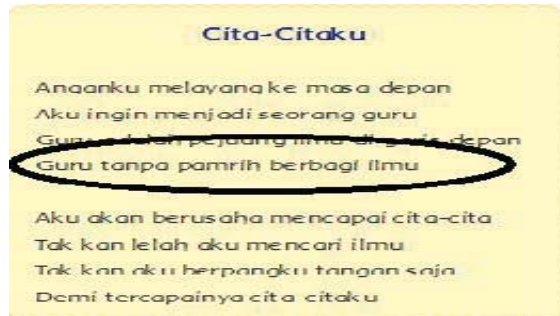 Cita-Citaku
Anganku melayang ke masa depan
Aku ingin menjadi seorang guru
Guru adalah pejuang ilmu di garis depan
Guru tanpa pamrih berbagi ilmu
Aku akan berusaha mencapai cita-cita
Tak kan lelah aku mencari ilmu
Tak kan aku berpangku tangan saja
Demi tercapainya cita citaku